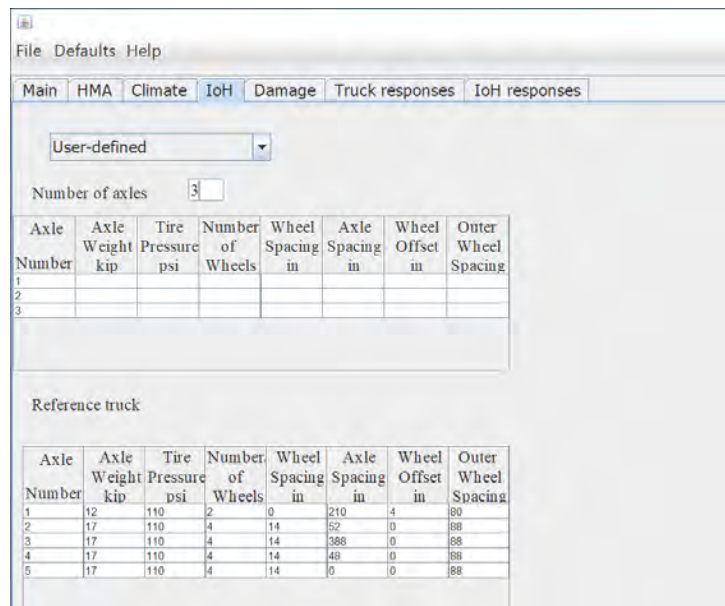 File Defaults Help
Main HMA Climate IoH Damage Truck responses IoH responses
User-defined
Number of axles 3
Axle Axle Tire Number Wheel Axle Wheel Outer
Weight Pressure of Spacing Spacing Offset Wheel
Number kip psi Wheels in in in Spacing
1
2
3
Reference truck
Axle Axle Tire Number Wheel Axle Wheel Outer
Weight Pressure of Spacing Spacing Offset Wheel
Number kip psi Wheels in in in Spacing
1 12 110 2 0 210 4 80
2 17 110 4 14 52 0 88
3 17 110 4 14 388 0 88
4 17 110 4 14 48 0 88
5 17 110 4 14 0 0 88